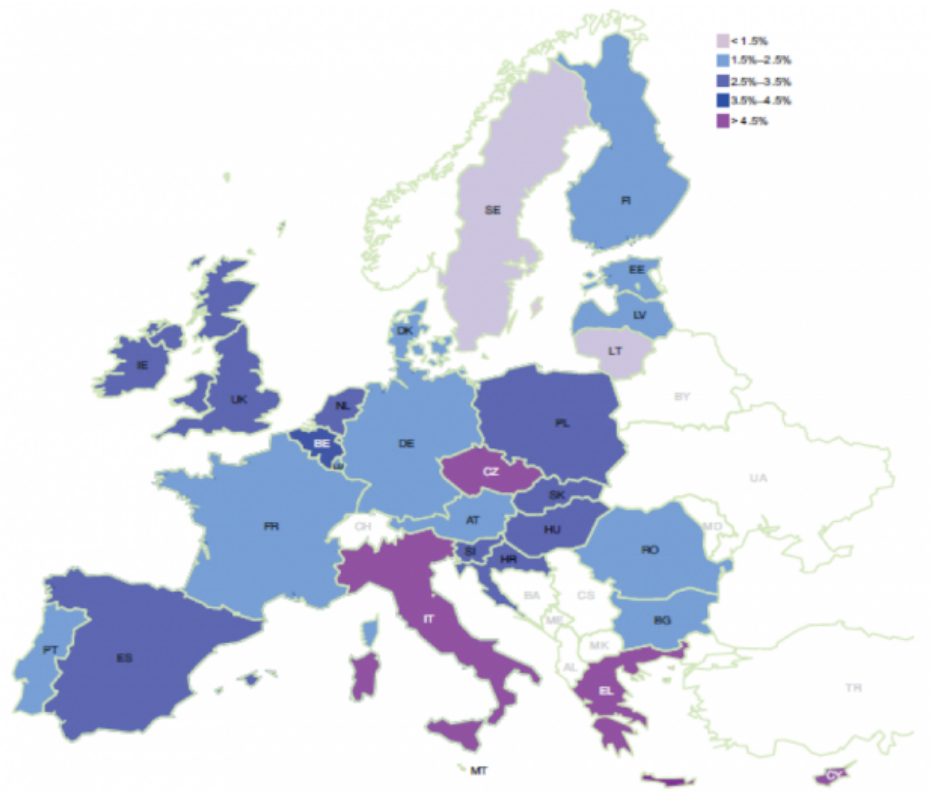 < 1.5%
1.5%–2.5%
2.5%–3.5%
3.5%–4.5%
> 4.5%
SE
FI
EE
LV
DK
LT
IE
BY
UK
NL
PL
BE
DE
CZ
UA
SK
FR
CH
AT
MD
HU
RO
SI
HR
BA
CS
IT
ME
BG
PT
MK
ES
AL
EL
TR
MT
CY